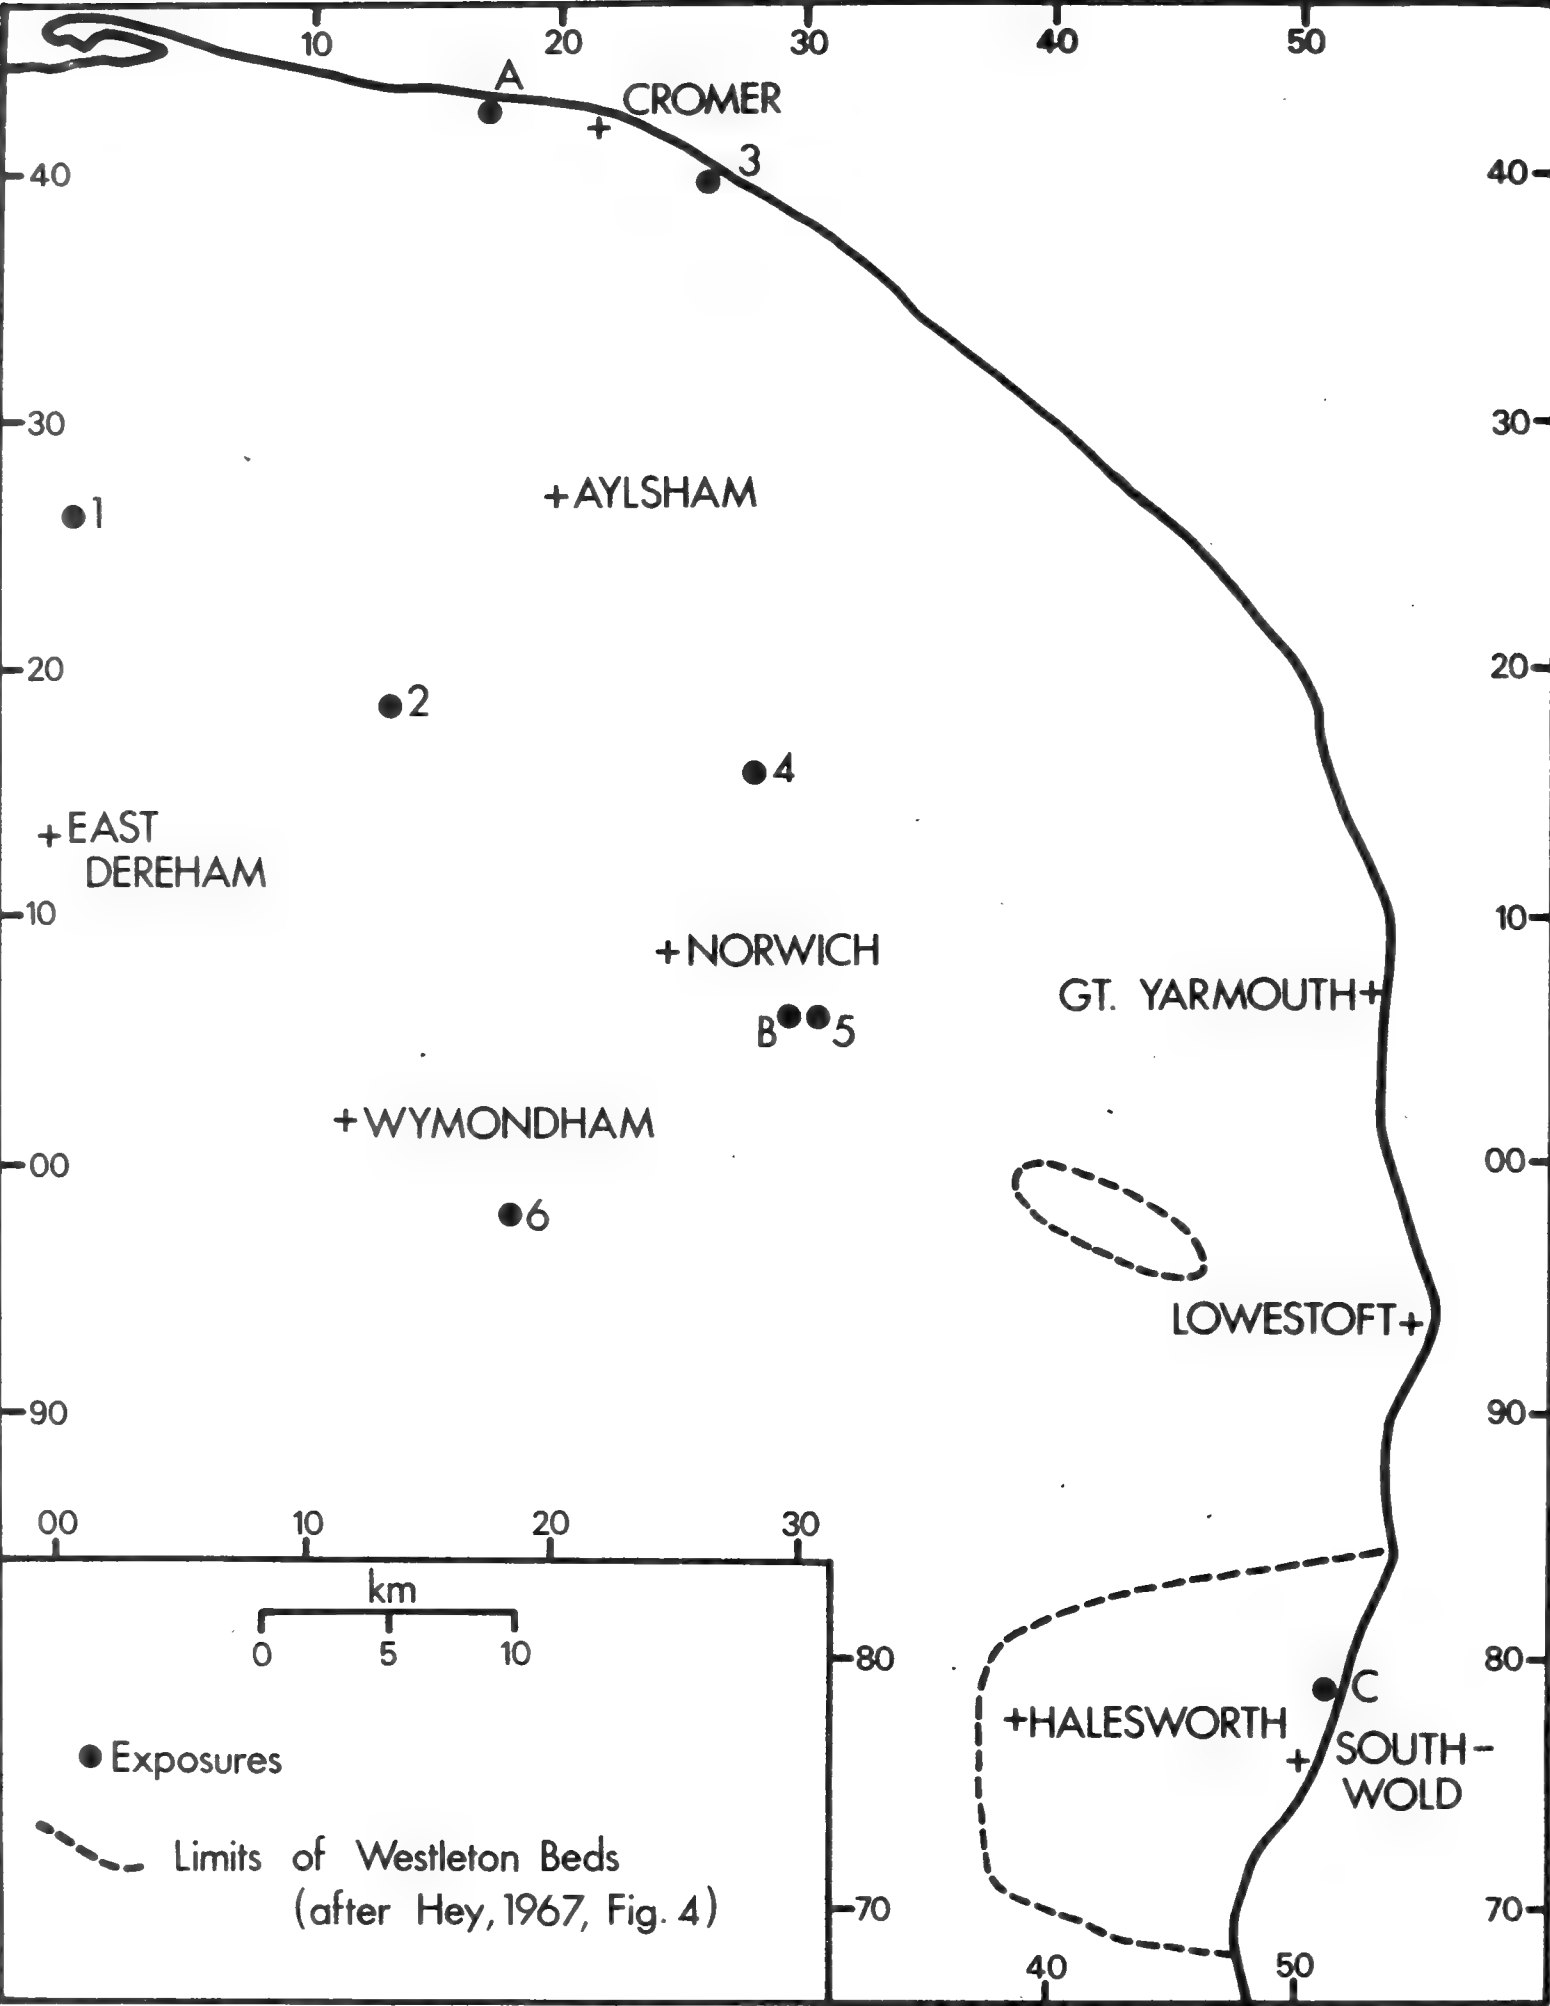 10 20 30 40 50
A
CROMER
3
40 40
30 30
+AYLSHAM
1
20 20
2
4
+EAST
DEREHAM
10 10
+NORWICH
GT. YARMOUTH+
B 5
+WYMONDHAM
00 00
6
LOWESTOFT+
90 90
00 10 20 30
km
0 5 10
80 80
C
+HALESWORTH
SOUTH-
WOLD
Exposures
Limits of Westleton Beds
(after Hey, 1967, Fig. 4)
70 70
40 50